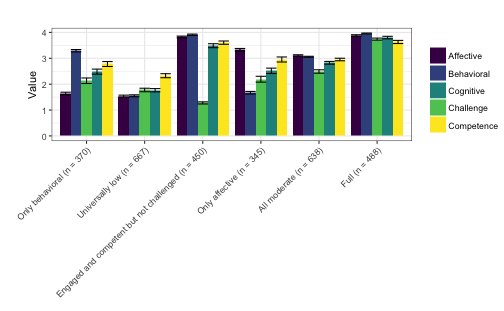 Value
4
3
2
1
0
Only behavioral (n = 370)
Universally low (n = 667)
Engaged and competent but not challenged (n = 450)
Only affective (n = 345)
All moderate (n = 638)
Full (n = 488)
Affective
Behavioral
Cognitive
Challenge
Competence